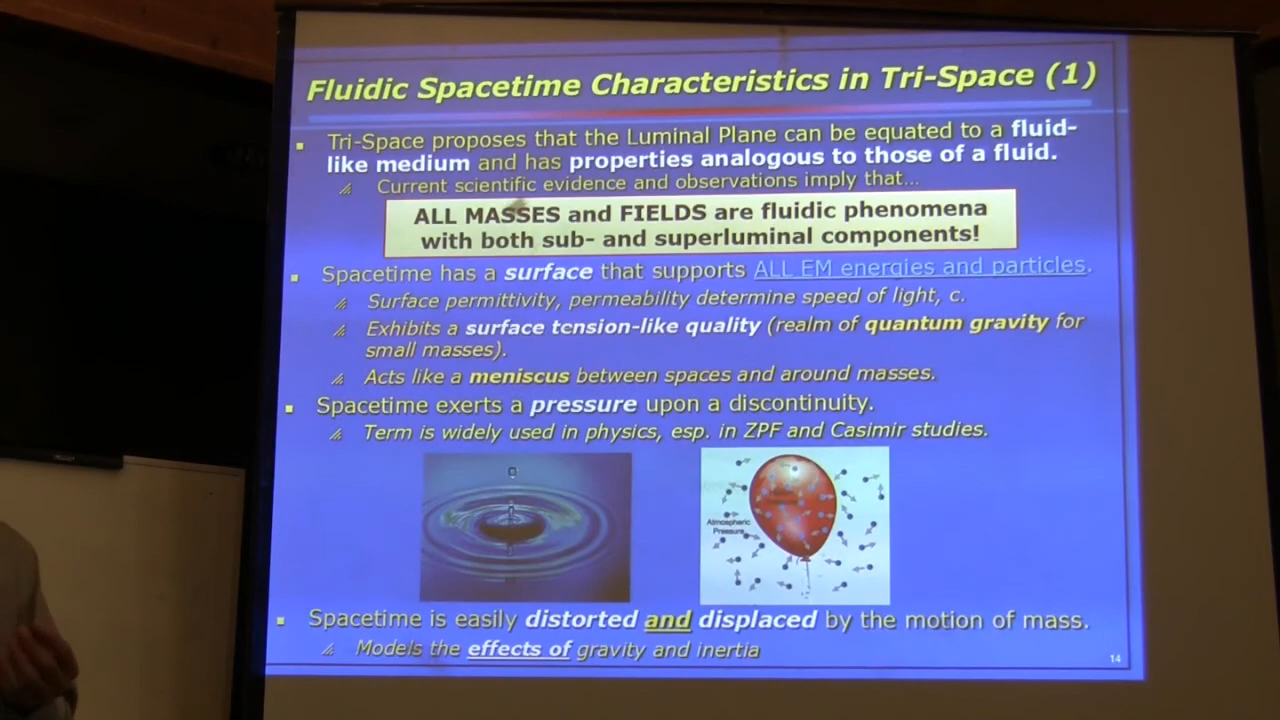 Fluidic Spacetime Characteristics in Tri-Space (1)
Tri-Space proposes that the Luminal Plane can be equated to a fluid-
like medium and has properties analogous to those of a fluid.
Current scientific evidence and observations imply that...
ALL MASSES and FIELDS are fluidic phenomena
with both sub- and superluminal components!
Spacetime has a surface that supports ALL EM energies and particles.
Surface permittivity, permeability determine speed of light, c.
Exhibits a surface tension-like quality (realm of quantum gravity for
small masses).
Acts like a meniscus between spaces and around masses.
Spacetime exerts a pressure upon a discontinuity.
Term is widely used in physics, esp. in ZPF and Casimir studies.
Atmospheric
Pressure
Spacetime is easily distorted and displaced by the motion of mass.
Models the effects of gravity and inertia
14